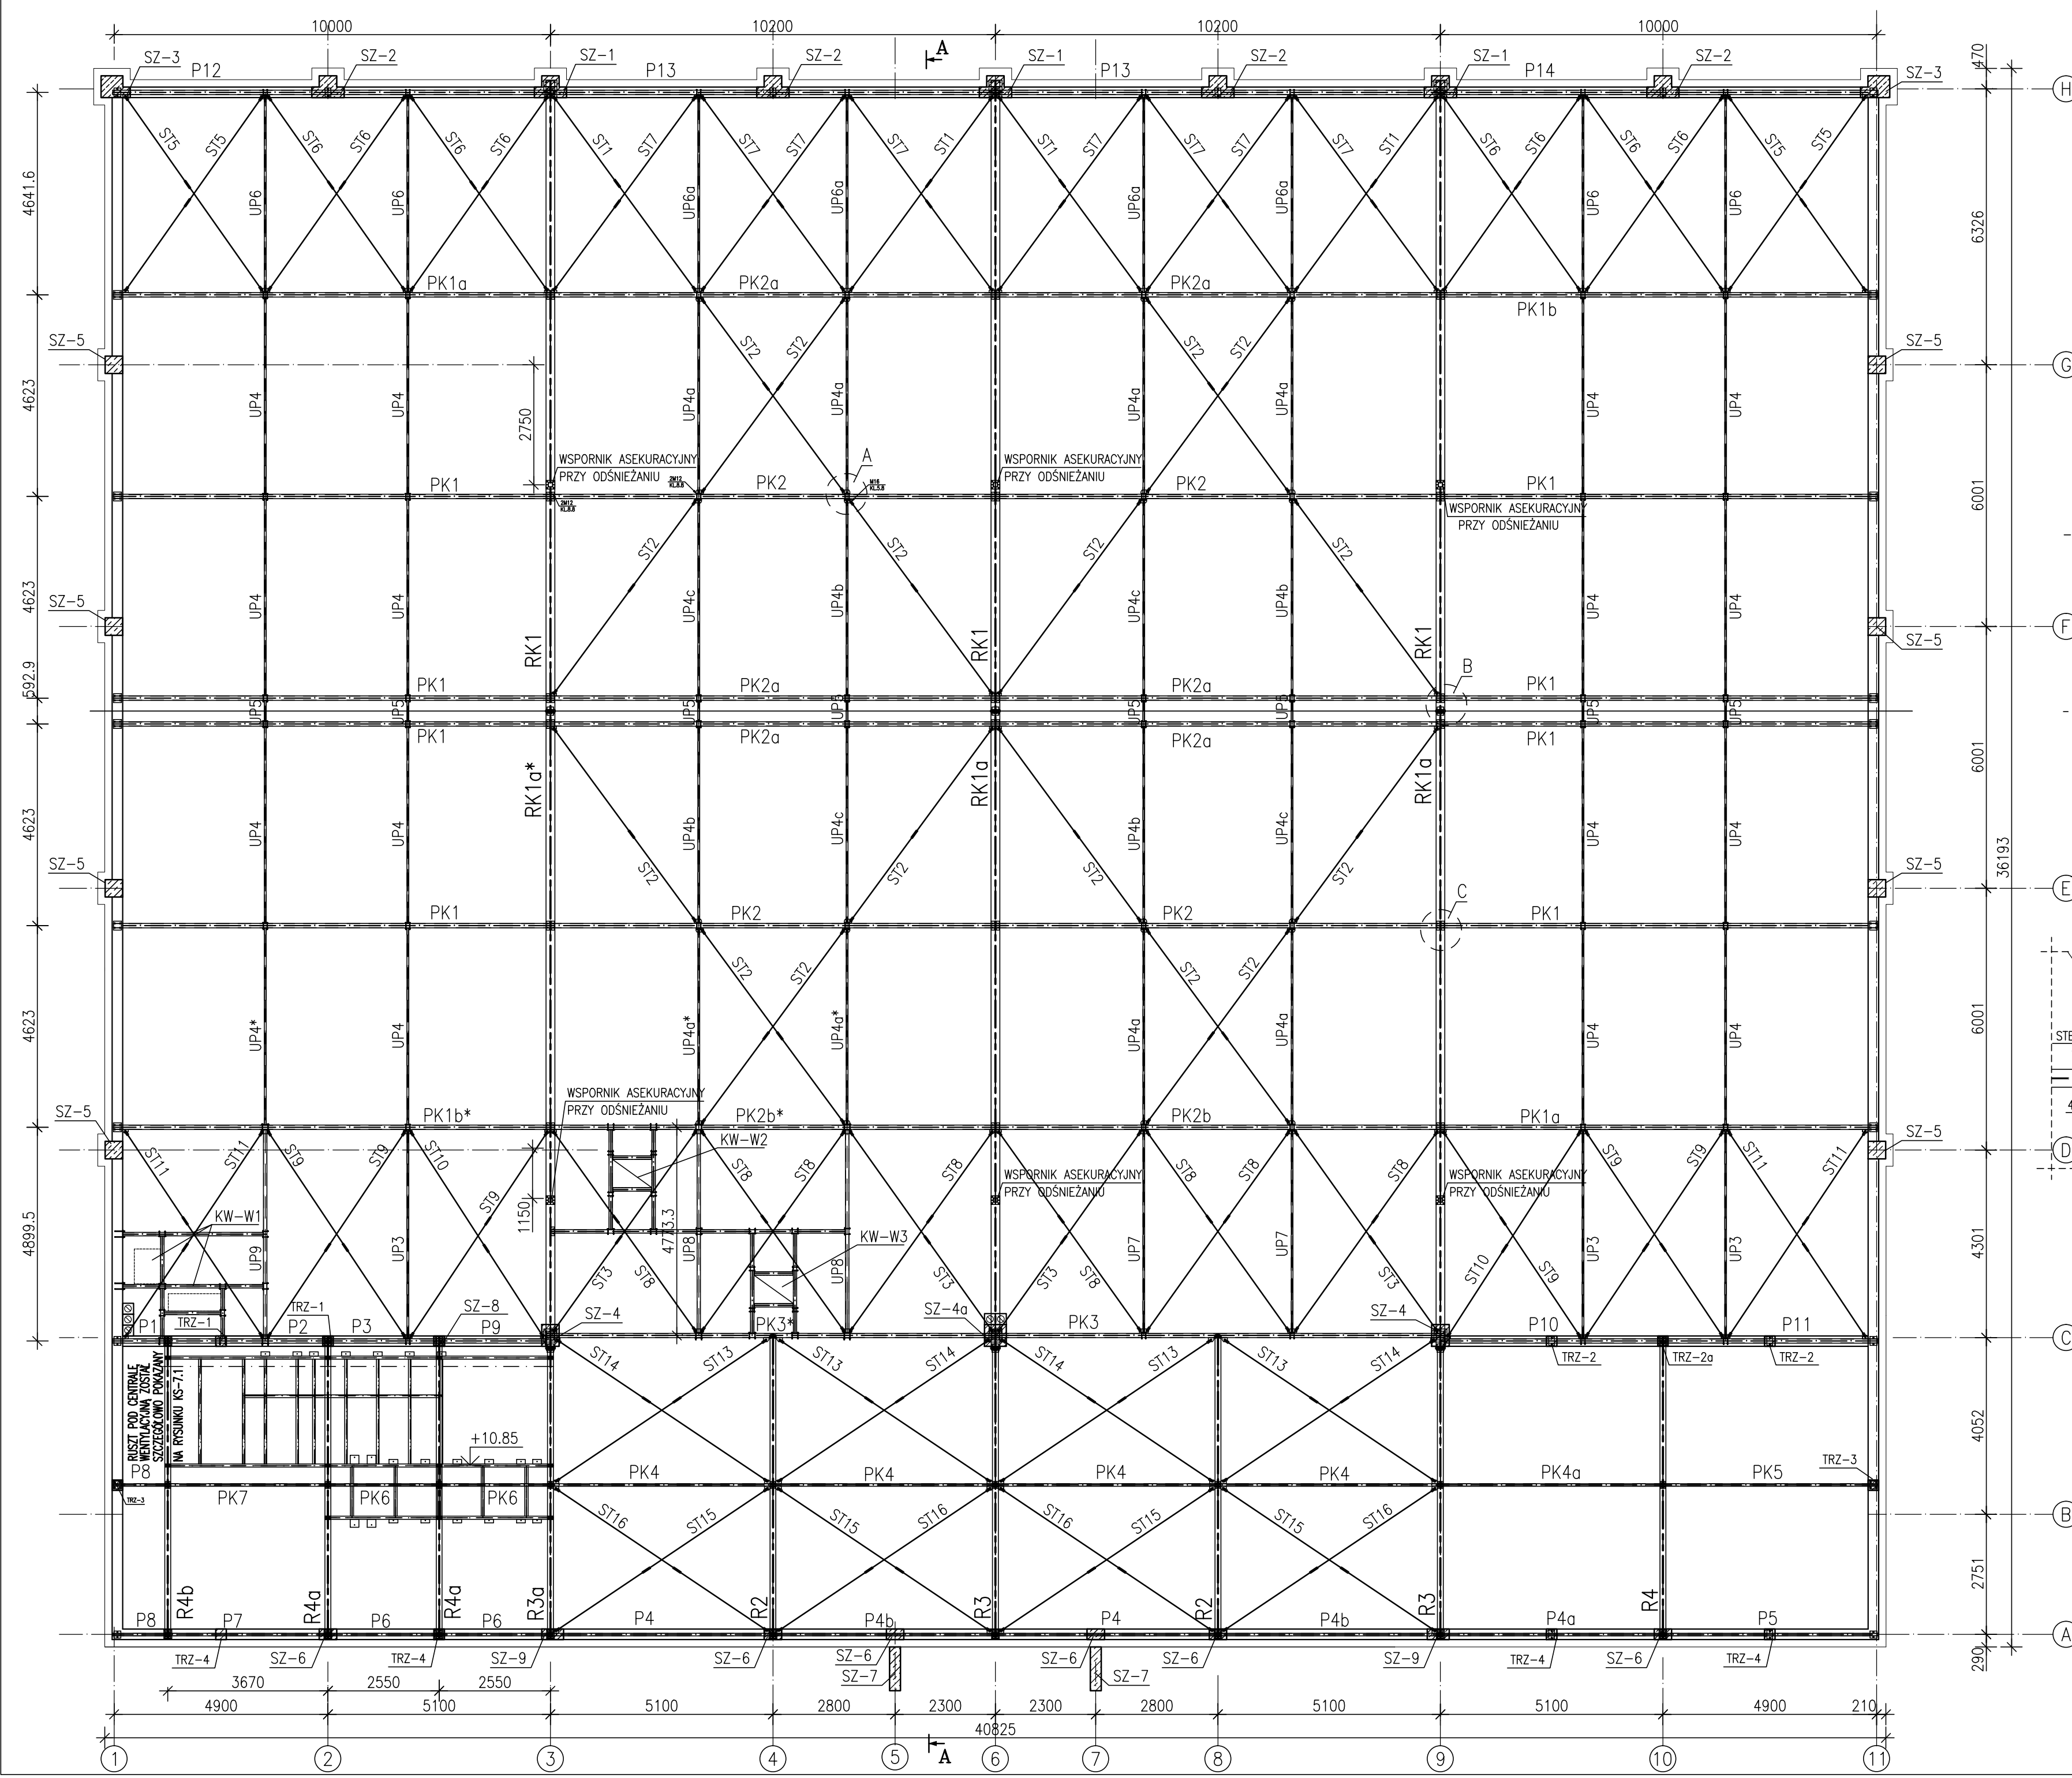 10000
10200
10200
10000
A
SZ-3
P12
SZ-2
SZ-1
P13
SZ-2
SZ-1
P13
SZ-2
SZ-1
P14
SZ-2
SZ-3
470
H
ST5
ST5
ST6
ST6
ST6
ST6
ST1
ST7
ST7
ST7
ST7
ST1
ST1
ST7
ST7
ST7
ST7
ST1
ST6
ST6
ST6
ST6
ST5
ST5
4641.6
UP6
UP6
UP6a
UP6a
UP6a
UP6a
UP6
UP6
6326
PK1a
PK2a
PK2a
PK1b
SZ-5
SZ-5
G
ST2
ST2
ST2
ST2
4623
UP4
UP4
2750
UP4a
UP4a
UP4a
UP4a
UP4
UP4
WSPORNIK ASEKURACYJNY
PRZY ODŚNIEŻANIU
A
WSPORNIK ASEKURACYJNY
PRZY ODŚNIEŻANIU
PK1
2M12
KL.8.8
PK2
M16
KL.5.8
PK2
PK1
2M12
KL.8.8
WSPORNIK ASEKURACYJNY
PRZY ODŚNIEŻANIU
6001
ST2
ST2
ST2
ST2
SZ-5
4623
UP4
UP4
UP4c
UP4b
UP4c
UP4b
UP4
UP4
F
SZ-5
RK1
RK1
RK1
B
592.9
PK1
PK2a
PK2a
PK1
UP5
UP5
UP5
UP5
UP5
UP5
UP5
UP5
PK1
PK2a
PK2a
PK1
RK1a*
RK1a
RK1a
6001
4623
UP4
UP4
UP4b
UP4c
UP4b
UP4c
UP4
UP4
36193
SZ-5
ST2
ST2
ST2
ST2
SZ-5
E
C
PK1
PK2
PK2
PK1
ST2
ST2
ST2
ST2
4623
UP4*
UP4
UP4a*
UP4a*
UP4a
UP4a
UP4
UP4
6001
STE
4
WSPORNIK ASEKURACYJNY
PRZY ODŚNIEŻANIU
SZ-5
PK1b*
PK2b*
PK2b
PK1a
SZ-5
D
KW-W2
ST11
ST11
ST9
ST9
ST10
ST9
ST8
ST8
ST8
ST8
ST8
ST8
ST9
ST9
ST11
ST11
WSPORNIK ASEKURACYJNY
PRZY ODŚNIEŻANIU
WSPORNIK ASEKURACYJNY
PRZY ODŚNIEŻANIU
1150
4773.3
4899.5
KW-W1
KW-W3
UP9
UP3
UP8
UP8
UP7
UP7
UP3
UP3
4301
ST3
ST8
ST3
ST3
ST8
ST3
ST10
ST9
TRZ-1
SZ-8
SZ-4
SZ-4a
SZ-4
P1
TRZ-1
P2
P3
P9
PK3*
PK3
P10
P11
C
TRZ-2
TRZ-2a
TRZ-2
RUSZT POD CENTRALE
WENTYLACYJNĄ ZOSTAŁ
SZCZEGÓŁOWO POKAZANY
NA RYSUNKU KS-7.1
ST14
ST13
ST13
ST14
ST14
ST13
ST13
ST14
4052
+10.85
P8
TRZ-3
PK7
PK6
PK6
PK4
PK4
PK4
PK4
PK4a
PK5
TRZ-3
B
ST16
ST15
ST15
ST16
ST16
ST15
ST15
ST16
2751
R4b
R4a
R4a
R3a
R2
R3
R2
R3
R4
P8
P7
P6
P6
P4
P4b
P4
P4b
P4a
P5
A
TRZ-4
SZ-6
TRZ-4
SZ-9
SZ-6
SZ-6
SZ-7
SZ-6
SZ-7
SZ-6
SZ-9
TRZ-4
SZ-6
TRZ-4
290
3670
2550
2550
4900
5100
5100
2800
2300
2300
2800
5100
5100
4900
210
40825
A
1
2
3
4
5
6
7
8
9
10
11